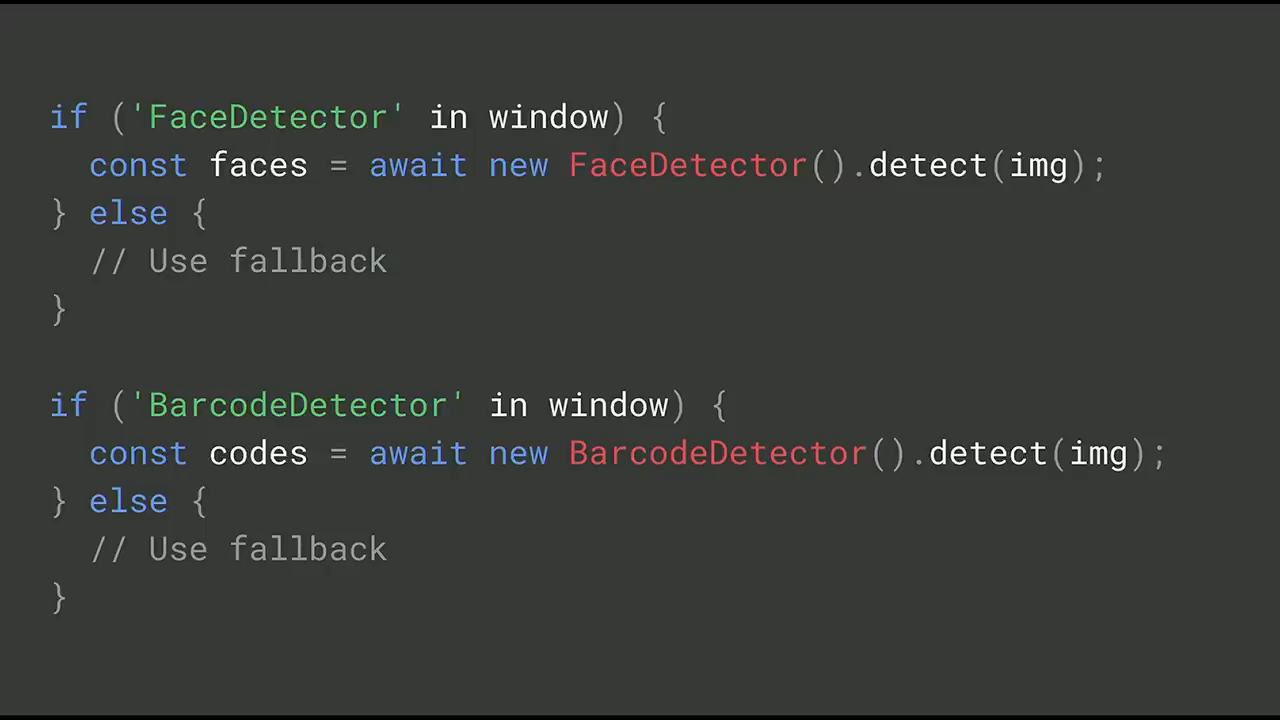 if ('FaceDetector' in window) {
  const faces = await new FaceDetector().detect(img);
} else {
  // Use fallback
}

if ('BarcodeDetector' in window) {
  const codes = await new BarcodeDetector().detect(img);
} else {
  // Use fallback
}